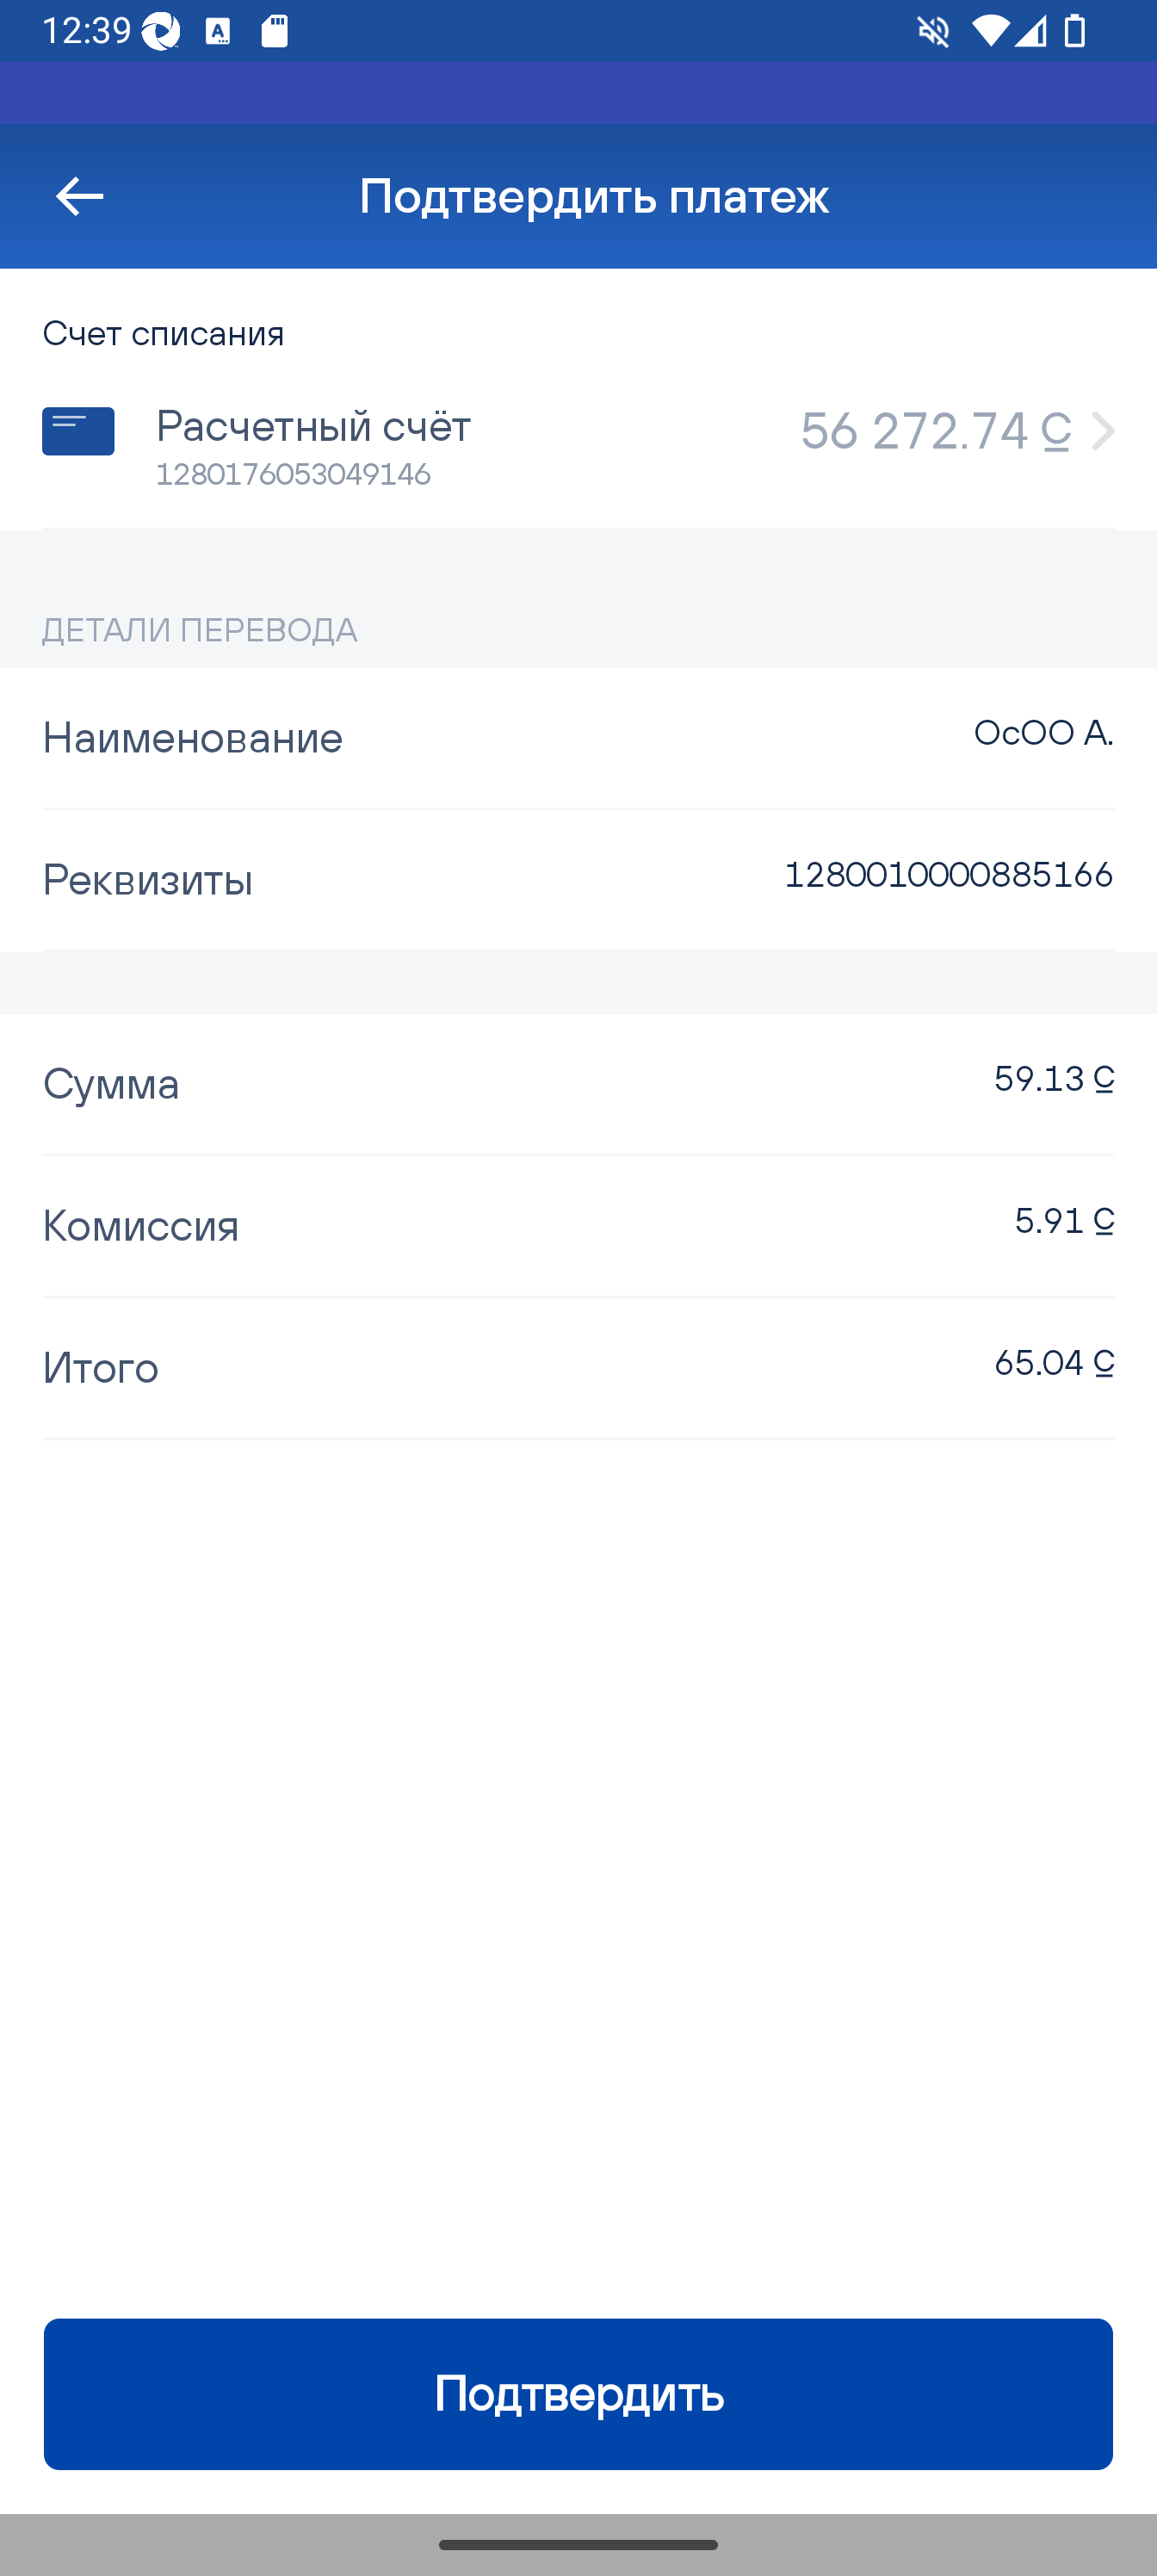 12:39
Подтвердить платеж
Счет списания
Расчетный счёт
56 272.74 С
1280176053049146
ДЕТАЛИ ПЕРЕВОДА
Наименование
ОсОО А.
Реквизиты
1280010000885166
Сумма
59.13 С
Комиссия
5.91 С
Итого
65.04 С
Подтвердить